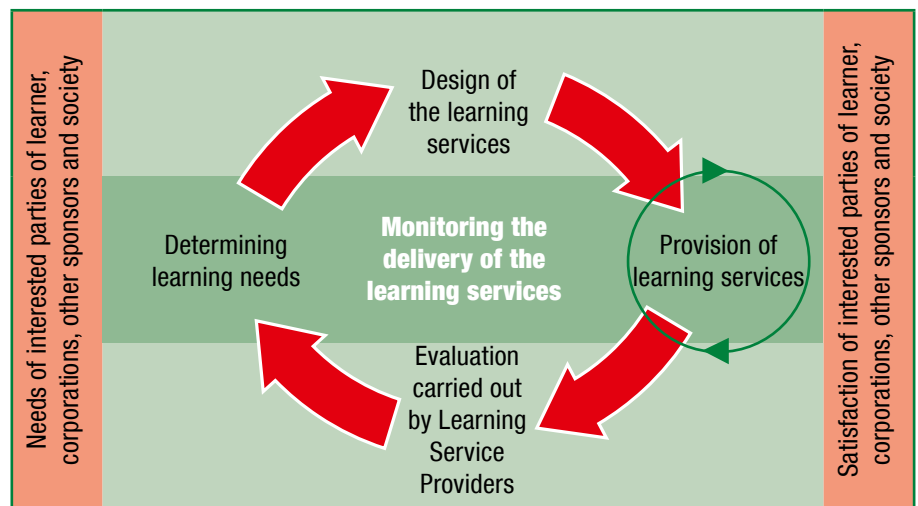 Needs of interested parties of learner,
corporations, other sponsors and society
Design of
the learning
services
Determining
learning needs
Monitoring the
delivery of the
learning services
Provision of
learning services
Evaluation
carried out
by Learning
Service
Providers
Satisfaction of interested parties of learner,
corporations, other sponsors and society